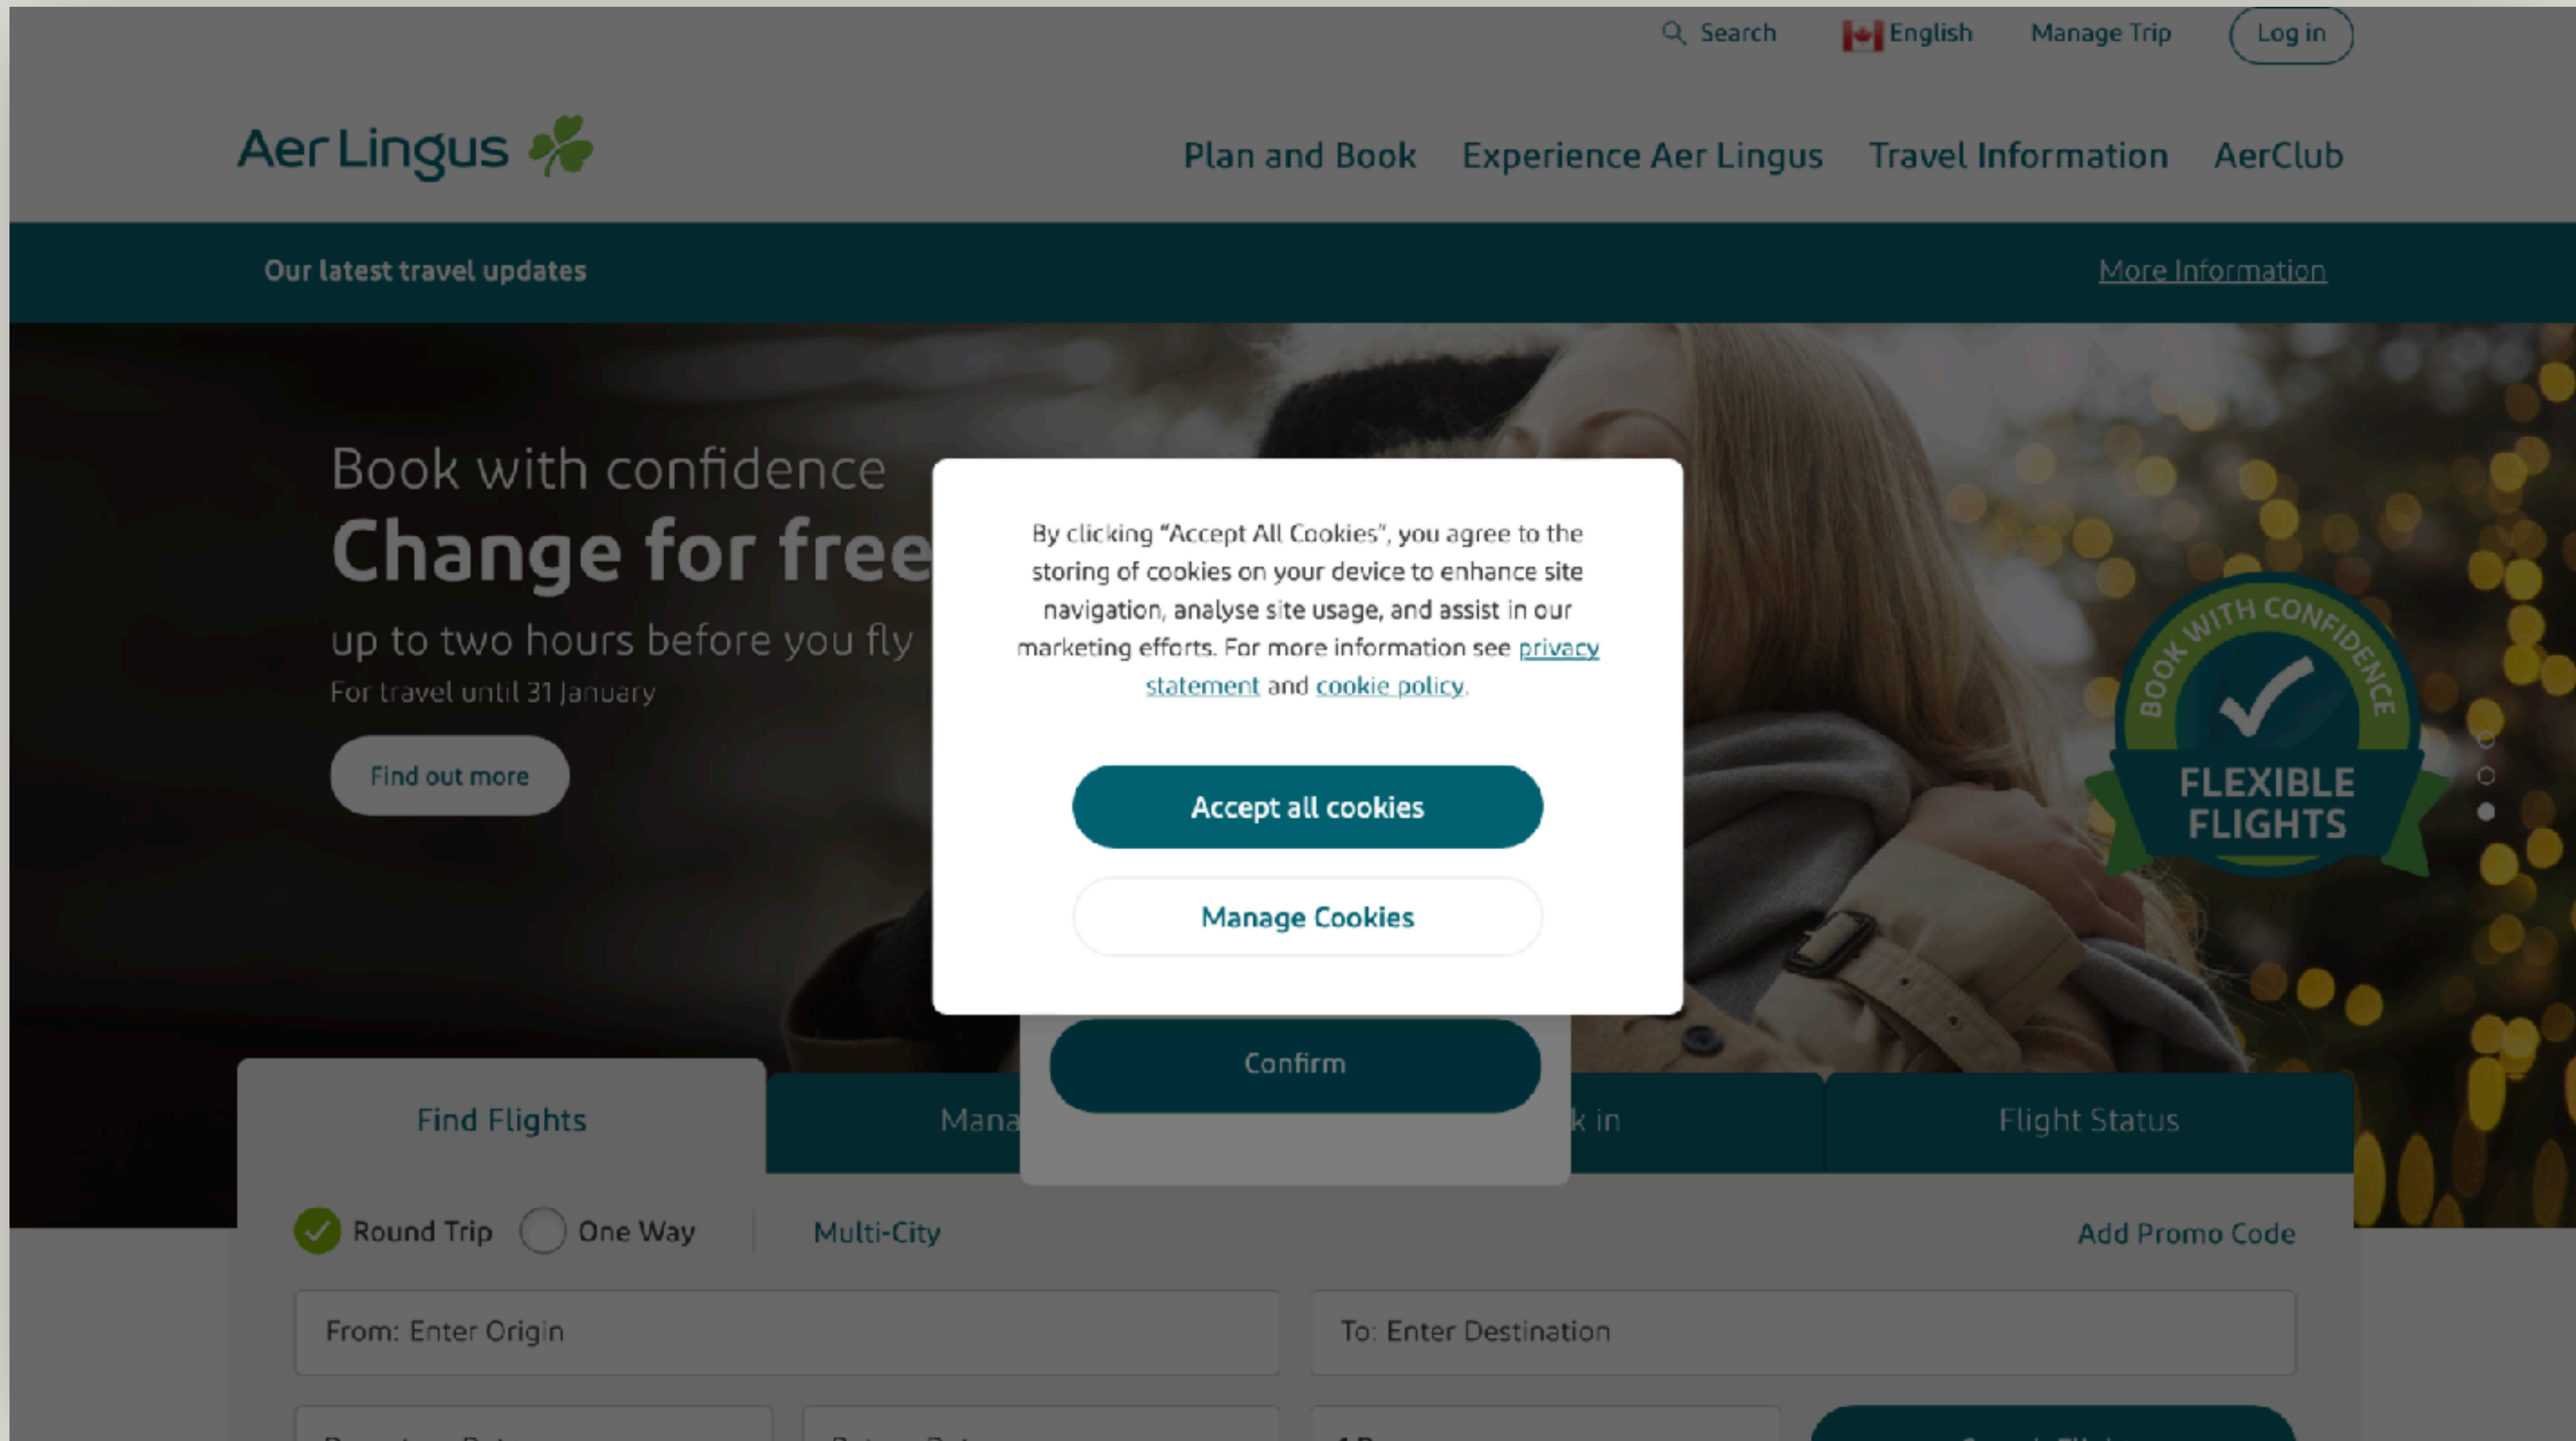 Search
English
Manage Trip
Log in
Aer Lingus
Plan and Book
Experience Aer Lingus
Travel Information
AerClub
Our latest travel updates
More Information
Book with confidence
Change for free
up to two hours before you fly
For travel until 31 January
Find out more
By clicking “Accept All Cookies”, you agree to the
storing of cookies on your device to enhance site
navigation, analyse site usage, and assist in our
marketing efforts. For more information see privacy
statement and cookie policy.
Accept all cookies
Manage Cookies
BOOK WITH CONFIDENCE
FLEXIBLE
FLIGHTS
Confirm
Find Flights
Mana
k in
Flight Status
Round Trip
One Way
Multi-City
Add Promo Code
From: Enter Origin
To: Enter Destination